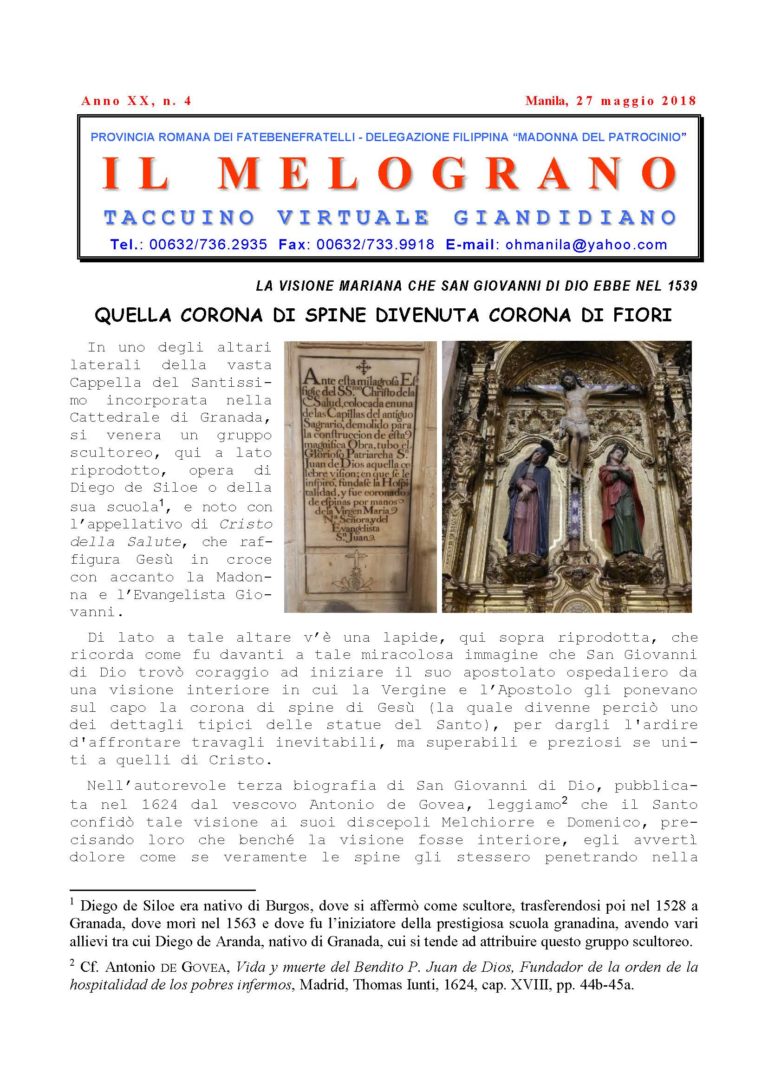 Anno XX, n. 4
Manila, 27 maggio 2018
PROVINCIA ROMANA DEI FATEBENEFRATELLI - DELEGAZIONE FILIPPINA “MADONNA DEL PATROCINIO”
IL MELOGRANO
TACCUINO VIRTUALE GIANDIDIANO
Tel.: 00632/736.2935 Fax: 00632/733.9918 E-mail: ohmanila@yahoo.com
LA VISIONE MARIANA CHE SAN GIOVANNI DI DIO EBBE NEL 1539
QUELLA CORONA DI SPINE DIVENUTA CORONA DI FIORI
In uno degli altari
laterali della vasta
Cappella del Santissi-
mo incorporata nella
Cattedrale di Granada,
si venera un gruppo
scultoreo, qui a lato
riprodotto, opera di
Diego de Siloe o della
sua scuola1, e noto con
l’appellativo di Cristo
della Salute, che raf-
figura Gesù in croce
con accanto la Madon-
na e l’Evangelista Gio-
vanni.
Ante esta milagrosa Es
figie del SS.mo Christo de la
Salud, colocada en una
de las Capillas del antiguo
Sagrario, demolido para
la construccion de esta
magnifica Obra, tubo el
Glorioso Patriarcha Sn.
Juan de Dios aquella ce
lebre vision; en que se le
inspiró, fundase la Hospi
talidad, y fue coronado
de espinas por manos
de la Virgen Maria
Nra. Señora, y del
Evangelista
Sn. Juan
Di lato a tale altare v’è una lapide, qui sopra riprodotta, che
ricorda come fu davanti a tale miracolosa immagine che San Giovanni
di Dio trovò coraggio ad iniziare il suo apostolato ospedaliero da
una visione interiore in cui la Vergine e l’Apostolo gli ponevano
sul capo la corona di spine di Gesù (la quale divenne perciò uno
dei dettagli tipici delle statue del Santo), per dargli l'ardire
d'affrontare travagli inevitabili, ma superabili e preziosi se uni-
ti a quelli di Cristo.
Nell’autorevole terza biografia di San Giovanni di Dio, pubblica-
ta nel 1624 dal vescovo Antonio de Govea, leggiamo2 che il Santo
confidò tale visione ai suoi discepoli Melchiorre e Domenico, pre-
cisando loro che benché la visione fosse interiore, egli avvertì
dolore come se veramente le spine gli stessero penetrando nella
1 Diego de Siloe era nativo di Burgos, dove si affermò come scultore, trasferendosi poi nel 1528 a
Granada, dove morì nel 1563 e dove fu l’iniziatore della prestigiosa scuola granadina, avendo vari
allievi tra cui Diego de Aranda, nativo di Granada, cui si tende ad attribuire questo gruppo scultoreo.
2 Cf. Antonio DE GOVEA, Vida y muerte del Bendito P. Juan de Dios, Fundador de la orden de la
hospitalidad de los pobres infermos, Madrid, Thomas Iunti, 1624, cap. XVIII, pp. 44b-45a.